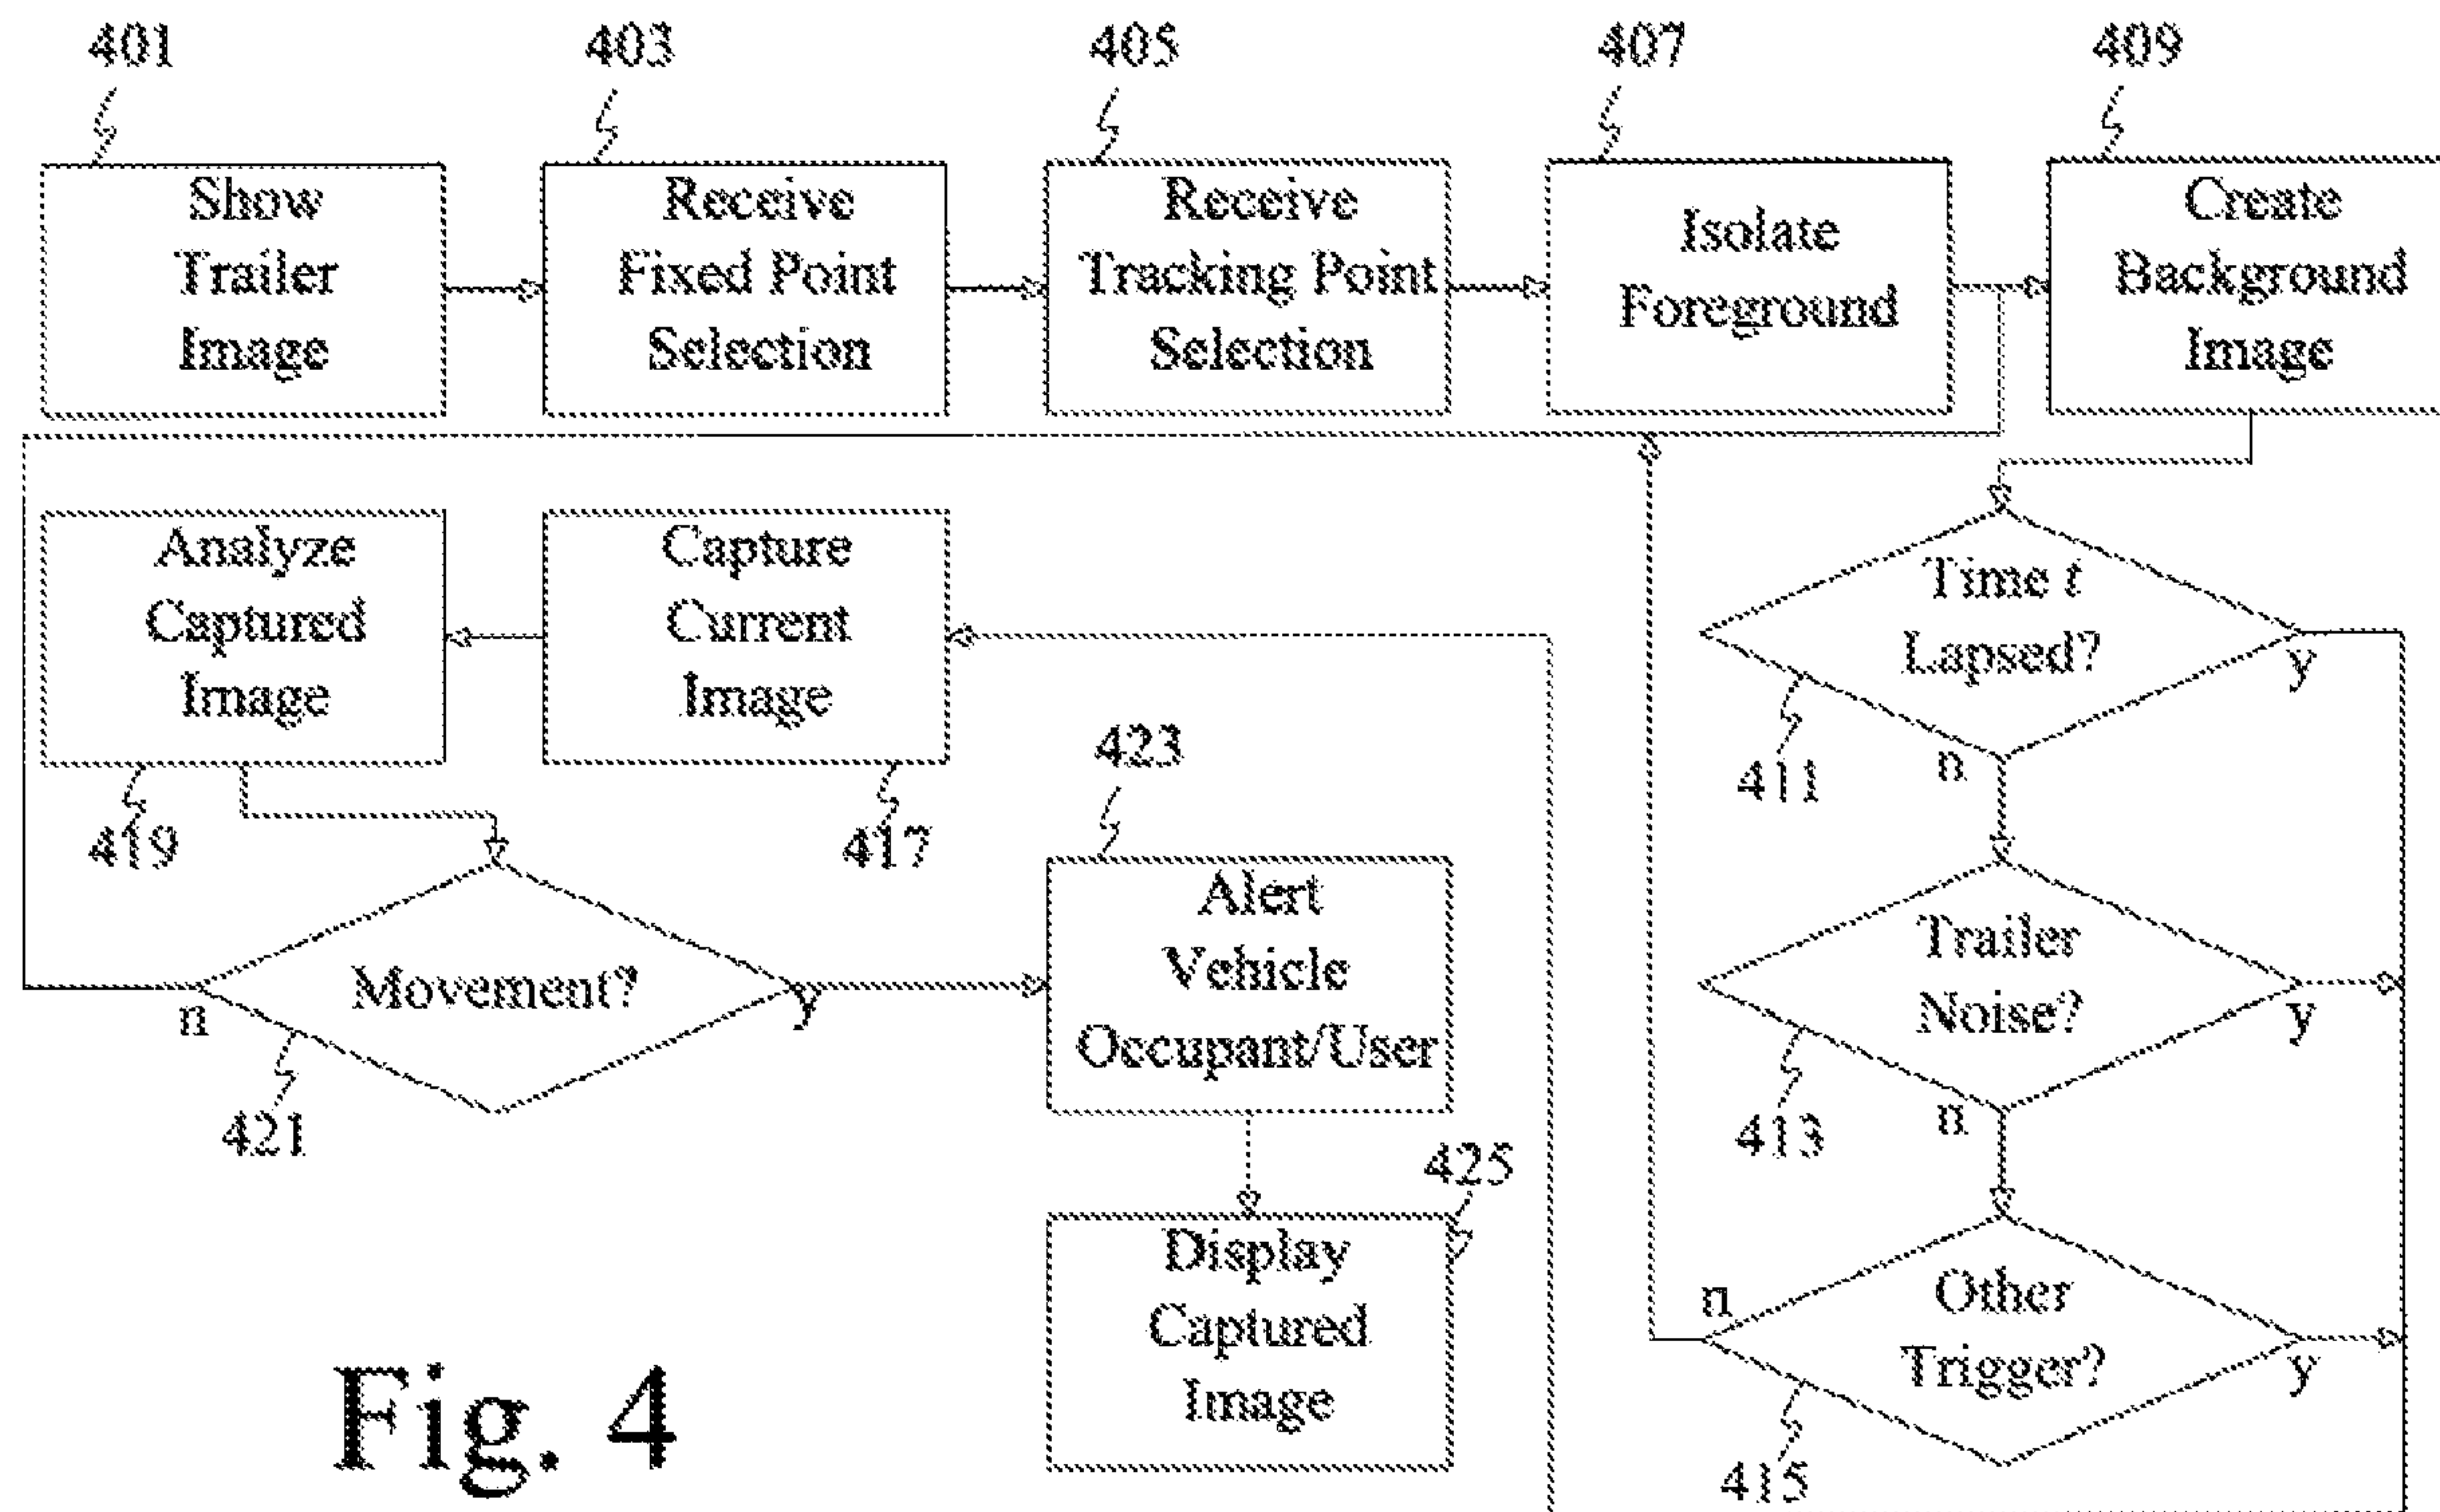 401
403
405
407
409
Show
Trailer
Image
Receive
Fixed Point
Selection
Receive
Tracking Point
Selection
Isolate
Foreground
Create
Background
Image
Analyze
Captured
Image
419
Capture
Current
Image
417
Time t
Lapsed?
y
n
411
Movement?
n
y
421
423
Alert
Vehicle
Occupant/User
Trailer
Noise?
y
n
413
425
Display
Captured
Image
Other
Trigger?
n
y
415
Fig. 4